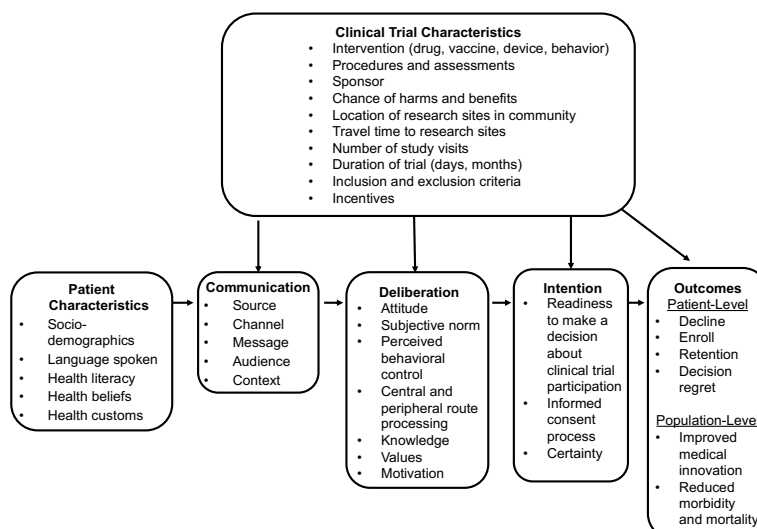 Clinical Trial Characteristics
• Intervention (drug, vaccine, device, behavior)
• Procedures and assessments
• Sponsor
• Chance of harms and benefits
• Location of research sites in community
• Travel time to research sites
• Number of study visits
• Duration of trial (days, months)
• Inclusion and exclusion criteria
• Incentives
Patient
Characteristics
• Socio-
demographics
• Language spoken
• Health literacy
• Health beliefs
• Health customs
Communication
• Source
• Channel
• Message
• Audience
• Context
Deliberation
• Attitude
• Subjective norm
• Perceived
behavioral
control
• Central and
peripheral route
processing
• Knowledge
• Values
• Motivation
Intention
• Readiness
to make a
decision
about
clinical trial
participation
• Informed
consent
process
• Certainty
Outcomes
Patient-Level
• Decline
• Enroll
• Retention
• Decision
regret
Population-Level
• Improved
medical
innovation
• Reduced
morbidity
and mortality